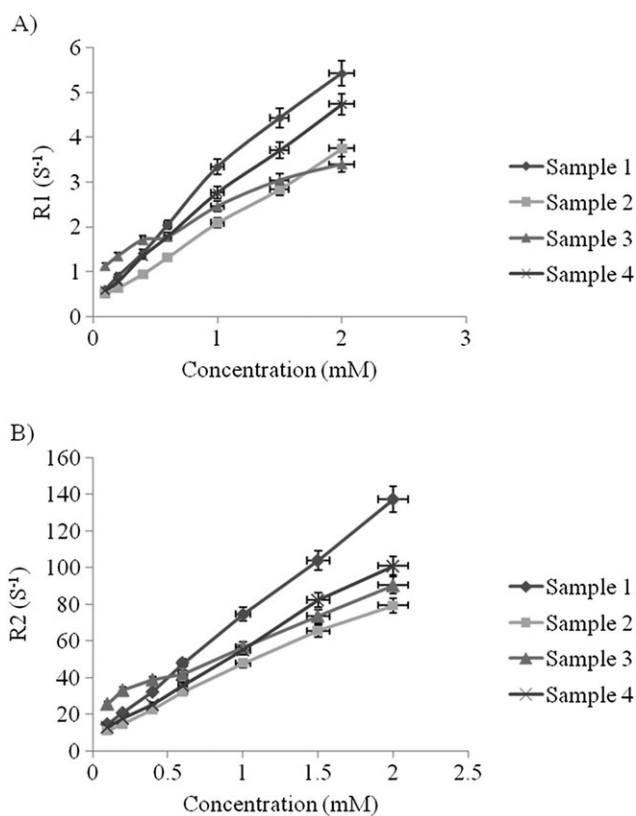 A)
6
5
4
3
2
1
0
R1 (S⁻¹)
0 1 2 3
Concentration (mM)
Sample 1
Sample 2
Sample 3
Sample 4
B)
160
140
120
100
80
60
40
20
0
R2 (S⁻¹)
0 0.5 1 1.5 2 2.5
Concentration (mM)
Sample 1
Sample 2
Sample 3
Sample 4